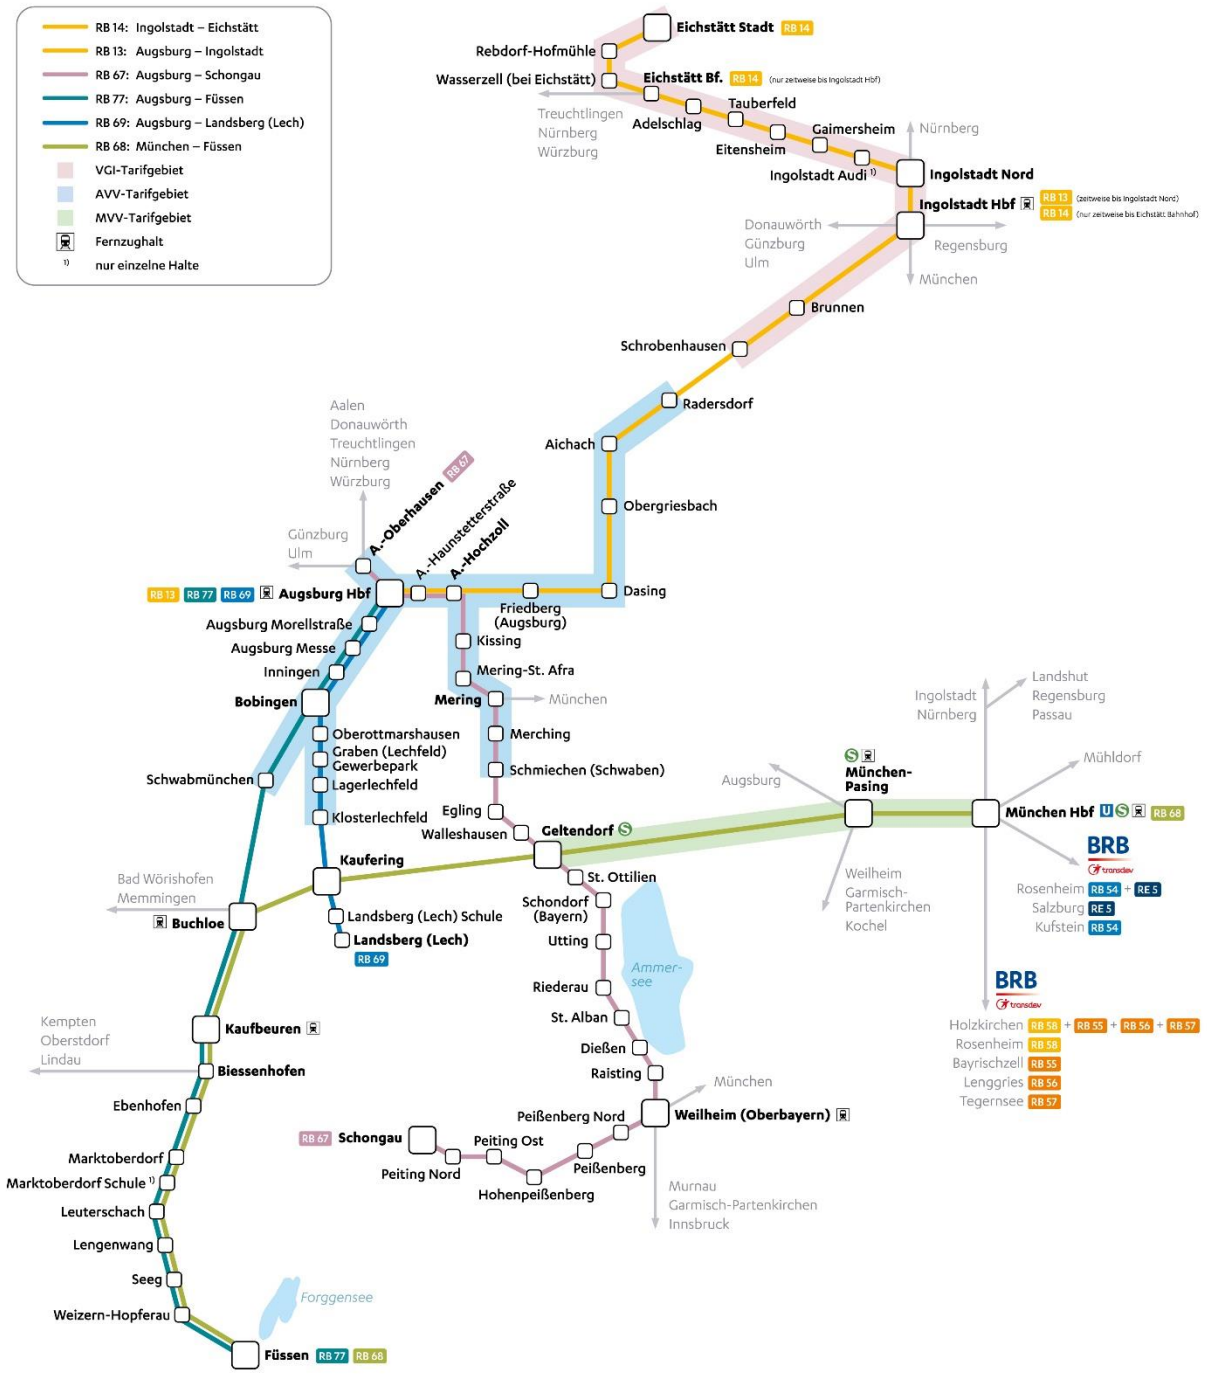 RB 14: Ingolstadt – Eichstätt
RB 13: Augsburg – Ingolstadt
RB 67: Augsburg – Schongau
RB 77: Augsburg – Füssen
RB 69: Augsburg – Landsberg (Lech)
RB 68: München – Füssen
VGI-Tarifgebiet
AVV-Tarifgebiet
MVV-Tarifgebiet
Fernzughalt
1) nur einzelne Halte
Eichstätt Stadt RB 14
Rebdorf-Hofmühle
Wasserzell (bei Eichstätt)
Eichstätt Bf. RB 14 (nur zeitweise bis Ingolstadt Hbf)
Treuchtlingen
Nürnberg
Würzburg
Adelschlag
Tauberfeld
Eitensheim
Gaimersheim
Ingolstadt Audi 1)
Nürnberg
Ingolstadt Nord
Ingolstadt Hbf RB 13 (zeitweise bis Ingolstadt Nord)
RB 14 (nur zeitweise bis Eichstätt Bahnhof)
Donauwörth
Günzburg
Ulm
Regensburg
München
Brunnen
Schrobenhausen
Radersdorf
Aichach
Obergriesbach
Dasing
Friedberg
(Augsburg)
Aalen
Donauwörth
Treuchtlingen
Nürnberg
Würzburg
Günzburg
Ulm
A.-Oberhausen RB 67
A.-Haunstetterstraße
A.-Hochzoll
RB 13 RB 77 RB 69 Augsburg Hbf
Augsburg Morellstraße
Augsburg Messe
Inningen
Bobingen
Kissing
Mering-St. Afra
Mering
München
Merching
Schmiechen (Schwaben)
Egling
Walleshausen
Geltendorf S
Oberottmarshausen
Graben (Lechfeld)
Gewerbepark
Lagerlechfeld
Klosterlechfeld
Schwabmünchen
Kaufering
Landsberg (Lech) Schule
Landsberg (Lech)
RB 69
Bad Wörishofen
Memmingen
Buchloe
Kaufbeuren
Kempten
Oberstdorf
Lindau
Biessenhofen
Ebenhofen
Marktoberdorf
Marktoberdorf Schule 1)
Leuterschach
Lengenwang
Seeg
Weizern-Hopferau
Forggensee
Füssen RB 77 RB 68
St. Ottilien
Schondorf
(Bayern)
Utting
Riederau
St. Alban
Dießen
Raisting
Ammer-
see
München
Weilheim (Oberbayern)
Peißenberg Nord
Peißenberg
Hohenpeißenberg
Peiting Ost
Peiting Nord
RB 67 Schongau
Murnau
Garmisch-Partenkirchen
Innsbruck
Augsburg
S
München-
Pasing
Weilheim
Garmisch-
Partenkirchen
Kochel
Ingolstadt
Nürnberg
Landshut
Regensburg
Passau
Mühldorf
München Hbf U S RB 68
BRB
transdev
Rosenheim RB 54 + RE 5
Salzburg RE 5
Kufstein RB 54
BRB
transdev
Holzkirchen RB 58 + RB 55 + RB 56 + RB 57
Rosenheim RB 58
Bayrischzell RB 55
Lenggries RB 56
Tegernsee RB 57